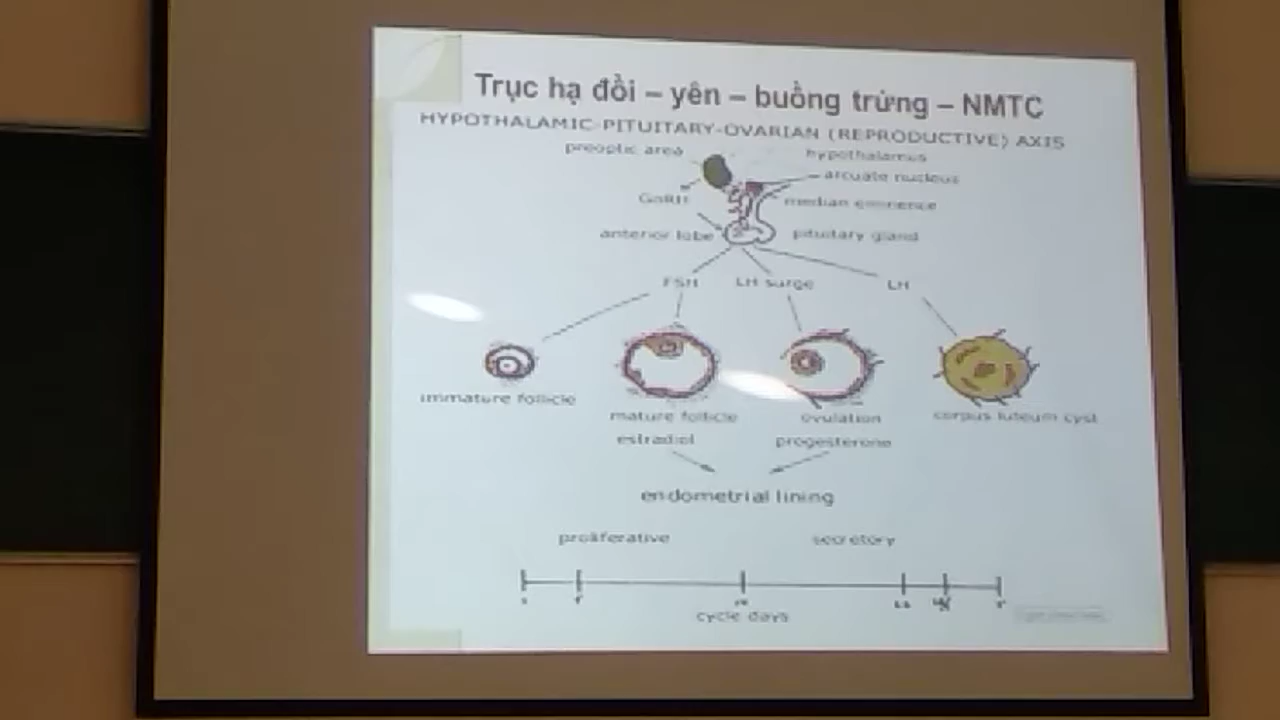 Trục hạ đồi – yên – buồng trứng – NMTC
HYPOTHALAMIC-PITUITARY-OVARIAN (REPRODUCTIVE) AXIS
preoptic area
hypothalamus
arcuate nucleus
GnRH
median eminence
anterior lobe
pituitary gland
FSH
LH surge
LH
immature follicle
mature follicle
ovulation
corpus luteum cyst
estradiol
progesterone
endometrial lining
proliferative
secretory
cycle days